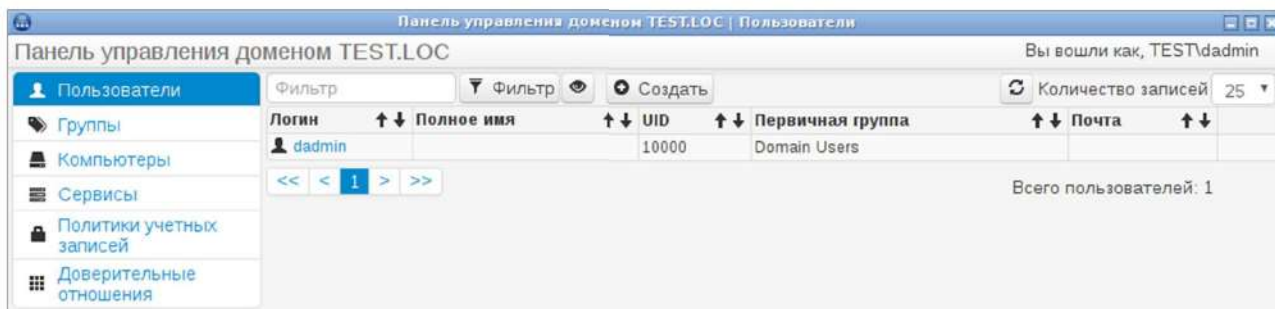 Панель управления доменом TEST.LOC | Пользователи
Панель управления доменом TEST.LOC
Вы вошли как, TEST\dadmin
Пользователи
Фильтр
Фильтр
Создать
Количество записей 25
Группы
Логин Полное имя UID Первичная группа Почта
dadmin 10000 Domain Users
Компьютеры
<< < 1 > >>
Всего пользователей: 1
Сервисы
Политики учетных
записей
Доверительные
отношения